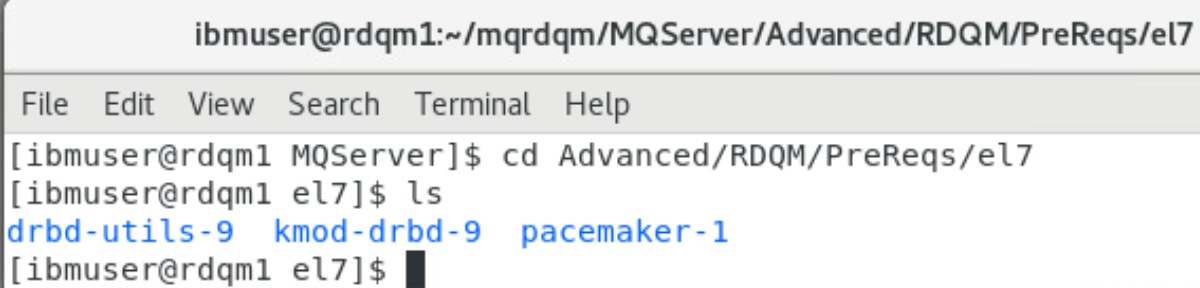 ibmuser@rdqm1:~/mqrdqm/MQServer/Advanced/RDQM/PreReqs/el7
File Edit View Search Terminal Help
[ibmuser@rdqm1 MQServer]$ cd Advanced/RDQM/PreReqs/el7
[ibmuser@rdqm1 el7]$ ls
drbd-utils-9 kmod-drbd-9 pacemaker-1
[ibmuser@rdqm1 el7]$